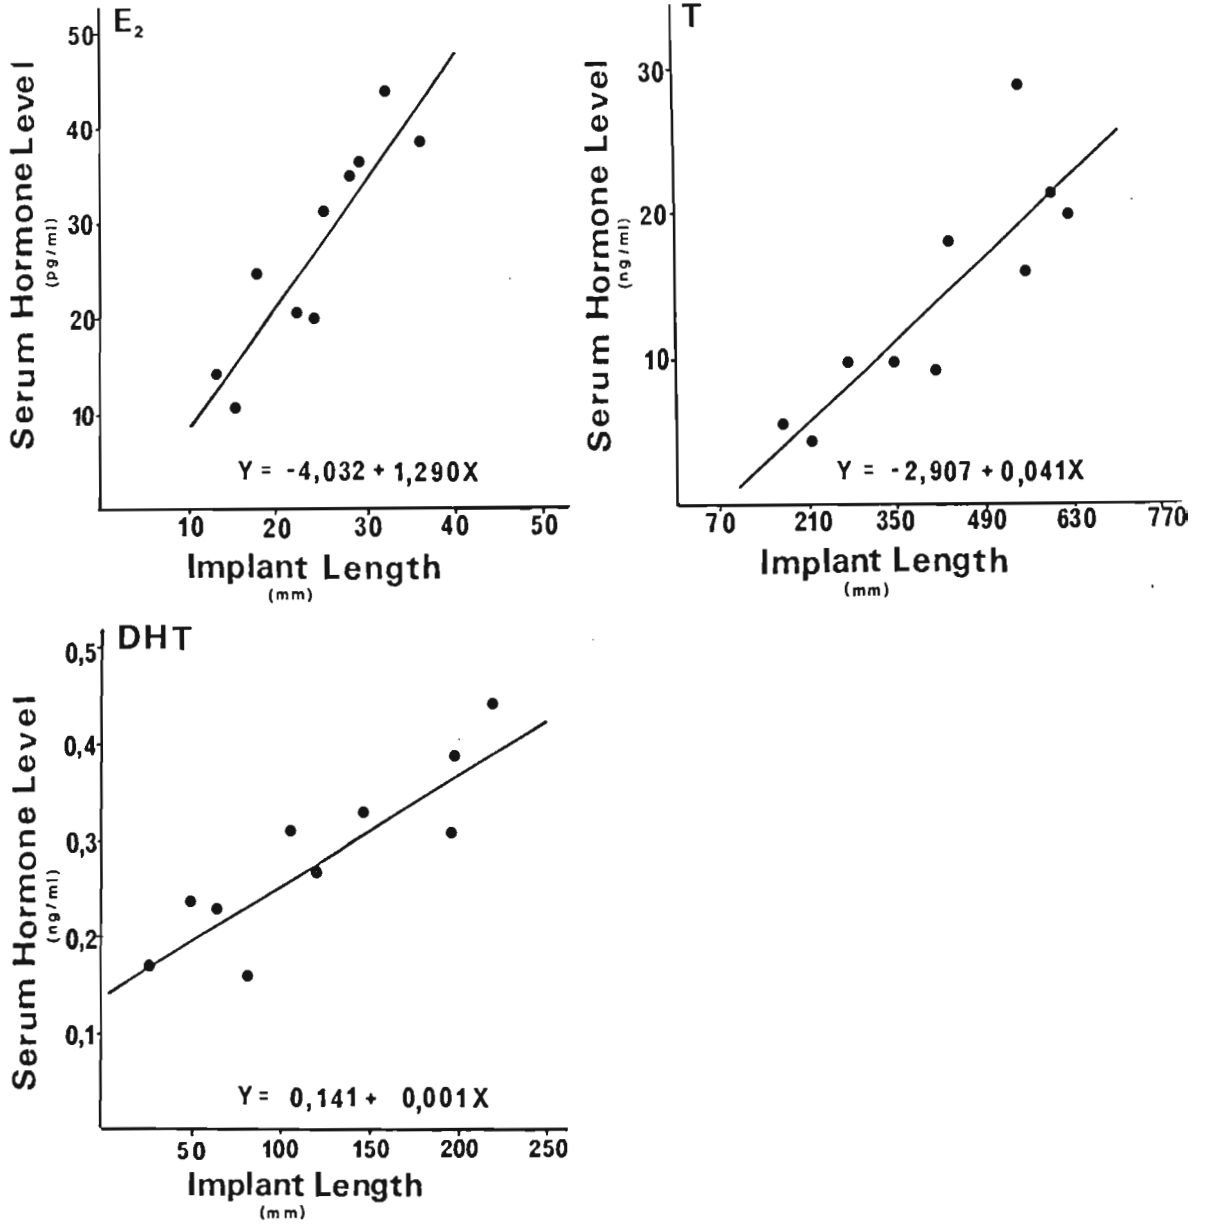 E₂
50
40
30
20
10
Serum Hormone Level
(pg/ml)
Y = -4,032 + 1,290X
10 20 30 40 50
Implant Length
(mm)
T
30
20
10
Serum Hormone Level
(ng/ml)
Y = -2,907 + 0,041X
70 210 350 490 630 770
Implant Length
(mm)
DHT
0,5
0,4
0,3
0,2
0,1
Serum Hormone Level
(ng/ml)
Y = 0,141 + 0,001X
50 100 150 200 250
Implant Length
(mm)